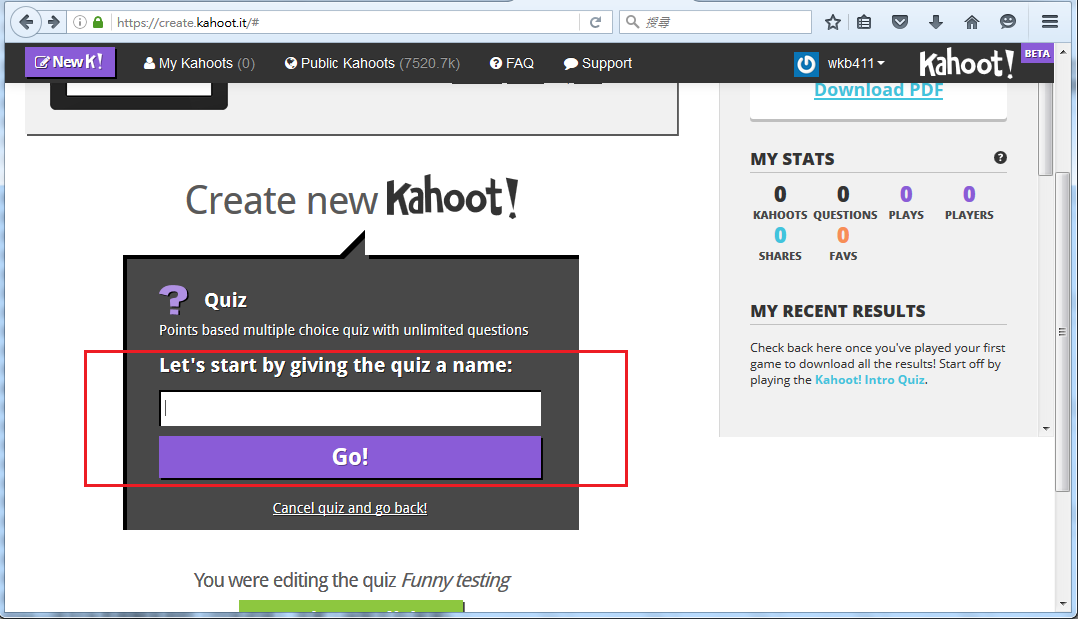 https://create.kahoot.it/#
搜尋
New K!
My Kahoots (0)
Public Kahoots (7520.7k)
FAQ
Support
wkb411
Kahoot!
BETA
Download PDF
Create new Kahoot!
Quiz
Points based multiple choice quiz with unlimited questions
Let's start by giving the quiz a name:
Go!
Cancel quiz and go back!
You were editing the quiz Funny testing
MY STATS
0 0 0 0
KAHOOTS QUESTIONS PLAYS PLAYERS
0 0
SHARES FAVS
MY RECENT RESULTS
Check back here once you've played your first
game to download all the results! Start off by
playing the Kahoot! Intro Quiz.